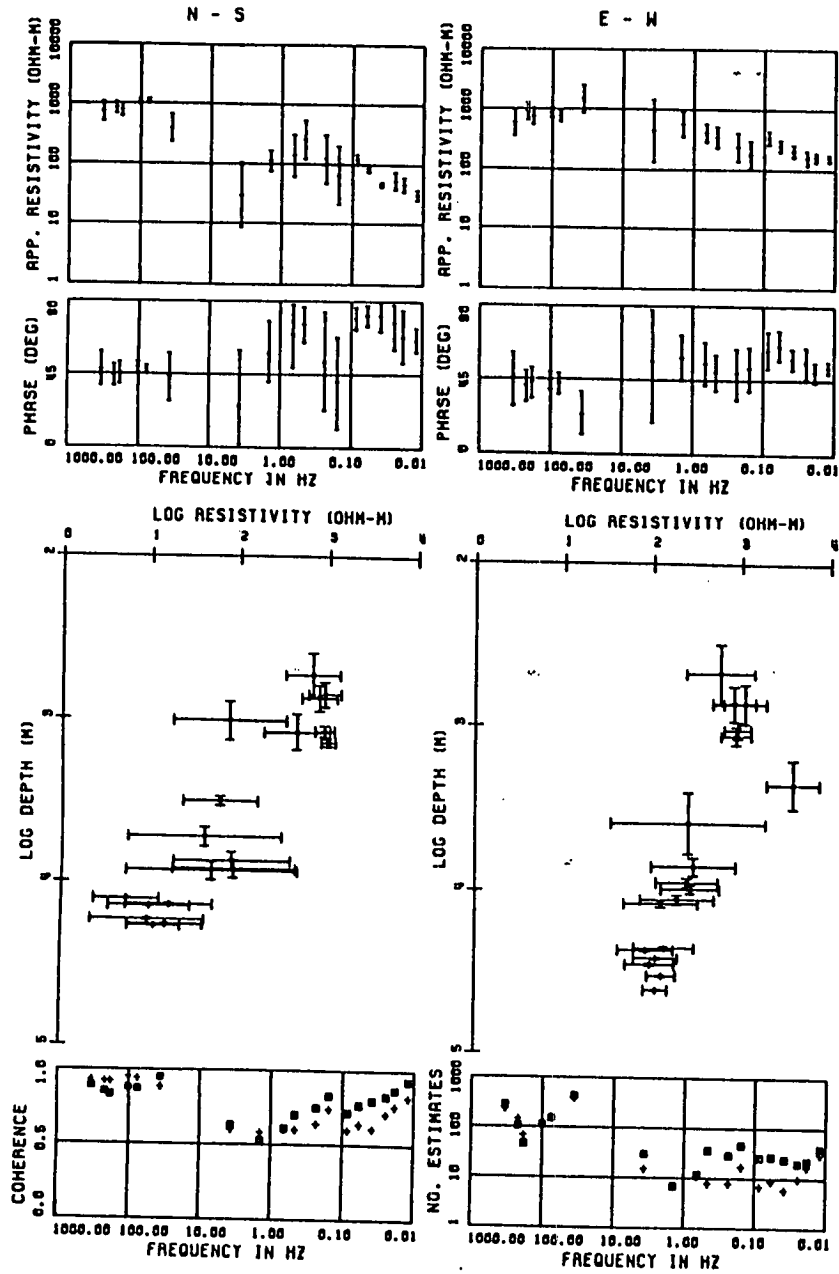 N - S
E - W
APP. RESISTIVITY (OHM-M)
10000
1000
100
10
1
APP. RESISTIVITY (OHM-M)
10000
1000
100
10
1
PHASE (DEG)
90
45
0
1000.00 100.00 10.00 1.00 0.10 0.01
FREQUENCY IN HZ
PHASE (DEG)
90
45
0
1000.00 100.00 10.00 1.00 0.10 0.01
FREQUENCY IN HZ
LOG RESISTIVITY (OHM-M)
0 1 2 3 4
LOG DEPTH (M)
2
3
4
5
LOG RESISTIVITY (OHM-M)
0 1 2 3 4
LOG DEPTH (M)
2
3
4
5
COHERENCE
1.0
0.5
0.0
1000.00 100.00 10.00 1.00 0.10 0.01
FREQUENCY IN HZ
NO. ESTIMATES
1000
100
10
1
1000.00 100.00 10.00 1.00 0.10 0.01
FREQUENCY IN HZ